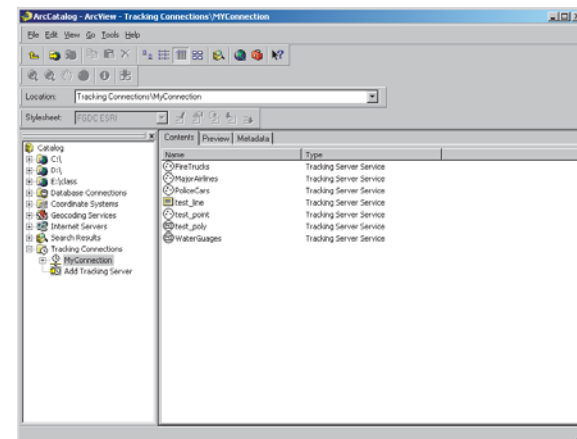 ArcCatalog - ArcView - Tracking Connections\MYConnection
File Edit View Go Tools Help
Location: Tracking Connections\MyConnection
Stylesheet: FGDC ESRI
Contents Preview Metadata
Catalog
C:\
D:\
E:\class
Database Connections
Coordinate Systems
Geocoding Services
Internet Servers
Search Results
Tracking Connections
MyConnection
Add Tracking Server
Name Type
FireTrucks Tracking Server Service
MajorAirlines Tracking Server Service
PoliceCars Tracking Server Service
test_line Tracking Server Service
test_point Tracking Server Service
test_poly Tracking Server Service
WaterGuages Tracking Server Service